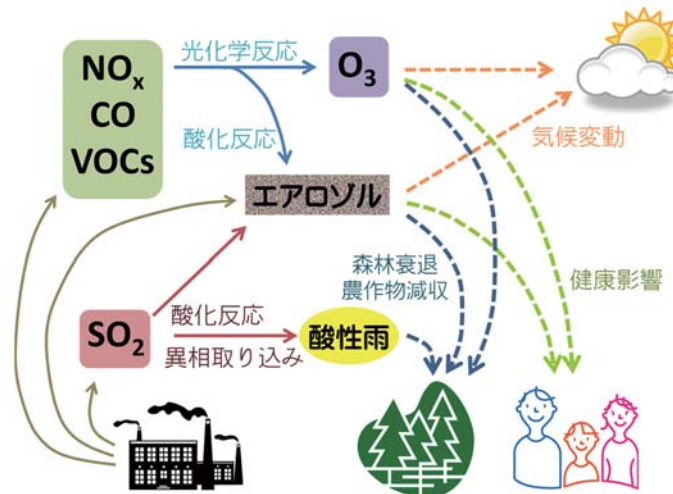 NOx
CO
VOCs
光化学反応
O3
酸化反応
気候変動
エアロゾル
森林衰退
農作物減収
健康影響
SO2
酸化反応
異相取り込み
酸性雨